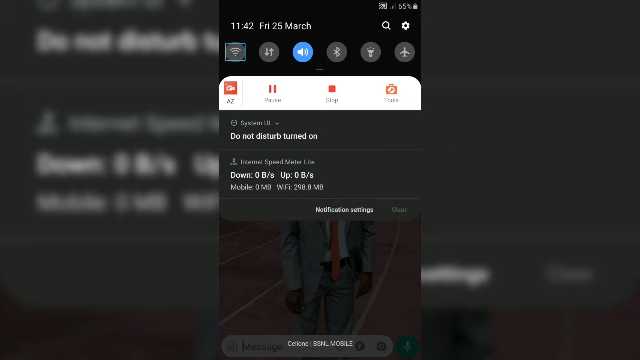 65%
11:42 Fri 25 March
AZ
Pause
Stop
Tools
System UI
Do not disturb turned on
Internet Speed Meter Lite
Down: 0 B/s Up: 0 B/s
Mobile: 0 MB WiFi: 298.8 MB
Notification settings
Clear
Message
Cellone | BSNL MOBILE